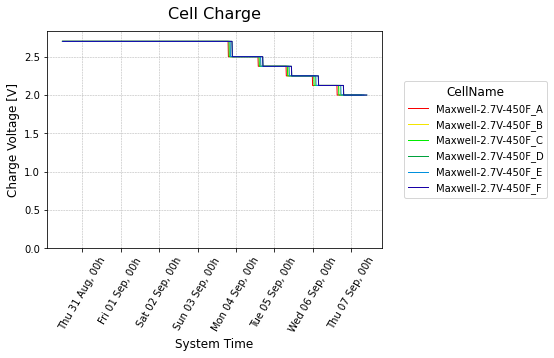 Cell Charge
Charge Voltage [V]
2.5
2.0
1.5
1.0
0.5
0.0
Thu 31 Aug, 00h
Fri 01 Sep, 00h
Sat 02 Sep, 00h
Sun 03 Sep, 00h
Mon 04 Sep, 00h
Tue 05 Sep, 00h
Wed 06 Sep, 00h
Thu 07 Sep, 00h
System Time
CellName
Maxwell-2.7V-450F_A
Maxwell-2.7V-450F_B
Maxwell-2.7V-450F_C
Maxwell-2.7V-450F_D
Maxwell-2.7V-450F_E
Maxwell-2.7V-450F_F